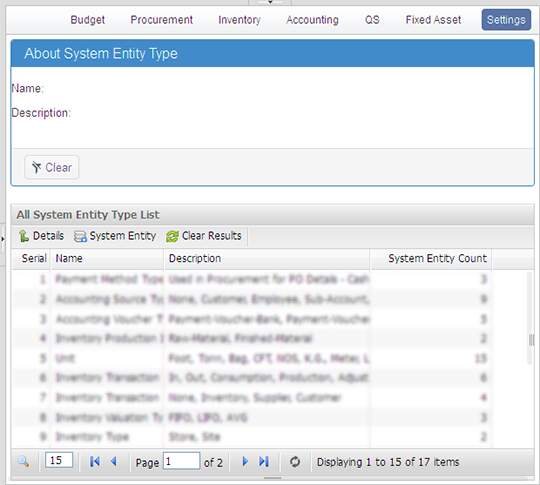 Budget Procurement Inventory Accounting QS Fixed Asset Settings
About System Entity Type
Name:
Description:
Clear
All System Entity Type List
Details System Entity Clear Results
Serial Name Description System Entity Count
1 Payment Method Type Used in Procurement for PO Details - Cash 3
2 Accounting Source Ty None, Customer, Employee, Sub-Account, 9
3 Accounting Voucher T Payment-Voucher-Bank, Payment-Vouche 5
4 Inventory Production Raw-Material, Finished-Material 2
5 Unit Foot, Tonn, Bag, CFT, NOS, K.G., Meter, L 15
6 Inventory Transaction In, Out, Consumption, Production, Adjust 6
7 Inventory Transaction None, Inventory, Supplier, Customer 4
8 Inventory Valuation Ty FIFO, LIFO, AVG 3
9 Inventory Type Store, Site 2
15 Page 1 of 2 Displaying 1 to 15 of 17 items